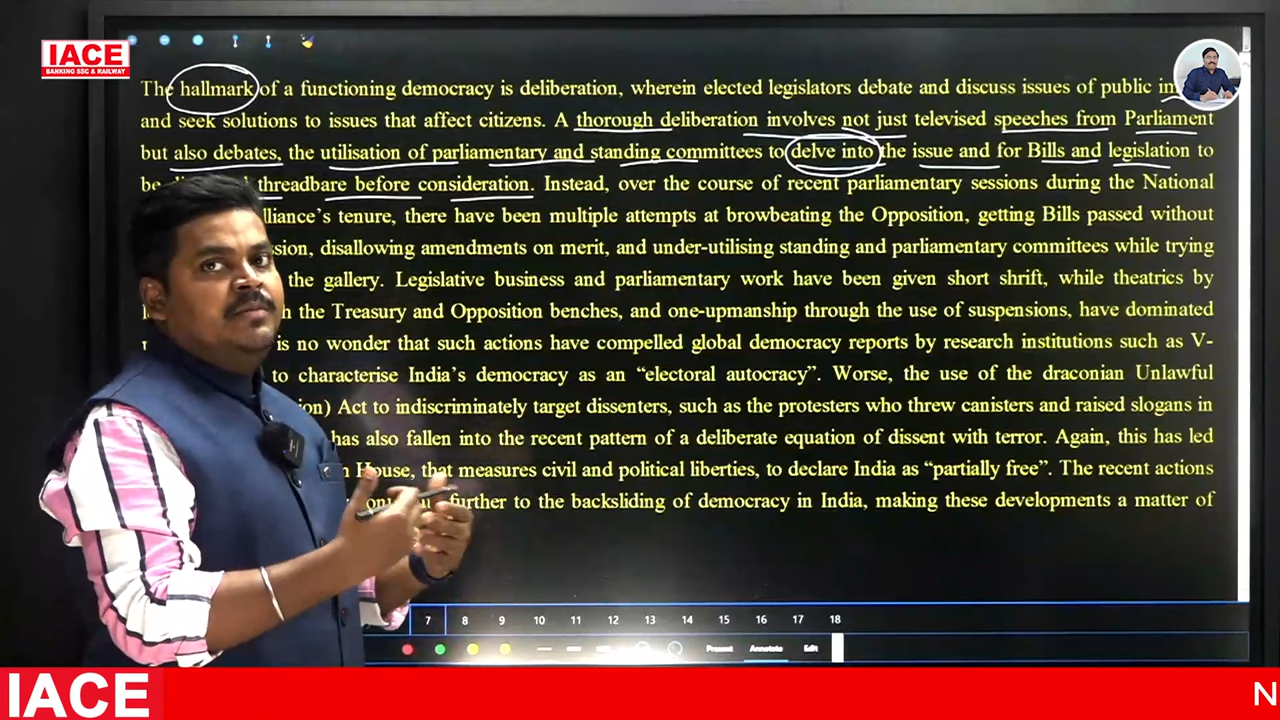 IACE
BANKING SSC & RAILWAY
The hallmark of a functioning democracy is deliberation, wherein elected legislators debate and discuss issues of public
and seek solutions to issues that affect citizens. A thorough deliberation involves not just televised speeches from Parliament
but also debates, the utilisation of parliamentary and standing committees to delve into the issue and for Bills and legislation to
be threadbare before consideration. Instead, over the course of recent parliamentary sessions during the National
lliance's tenure, there have been multiple attempts at browbeating the Opposition, getting Bills passed without
sion, disallowing amendments on merit, and under-utilising standing and parliamentary committees while trying
the gallery. Legislative business and parliamentary work have been given short shrift, while theatrics by
the Treasury and Opposition benches, and one-upmanship through the use of suspensions, have dominated
is no wonder that such actions have compelled global democracy reports by research institutions such as V-
to characterise India's democracy as an "electoral autocracy". Worse, the use of the draconian Unlawful
ion) Act to indiscriminately target dissenters, such as the protesters who threw canisters and raised slogans in
has also fallen into the recent pattern of a deliberate equation of dissent with terror. Again, this has led
House, that measures civil and political liberties, to declare India as "partially free". The recent actions
further to the backsliding of democracy in India, making these developments a matter of
7 8 9 10 11 12 13 14 15 16 17 18
Present Annotate Edit
IACE
N